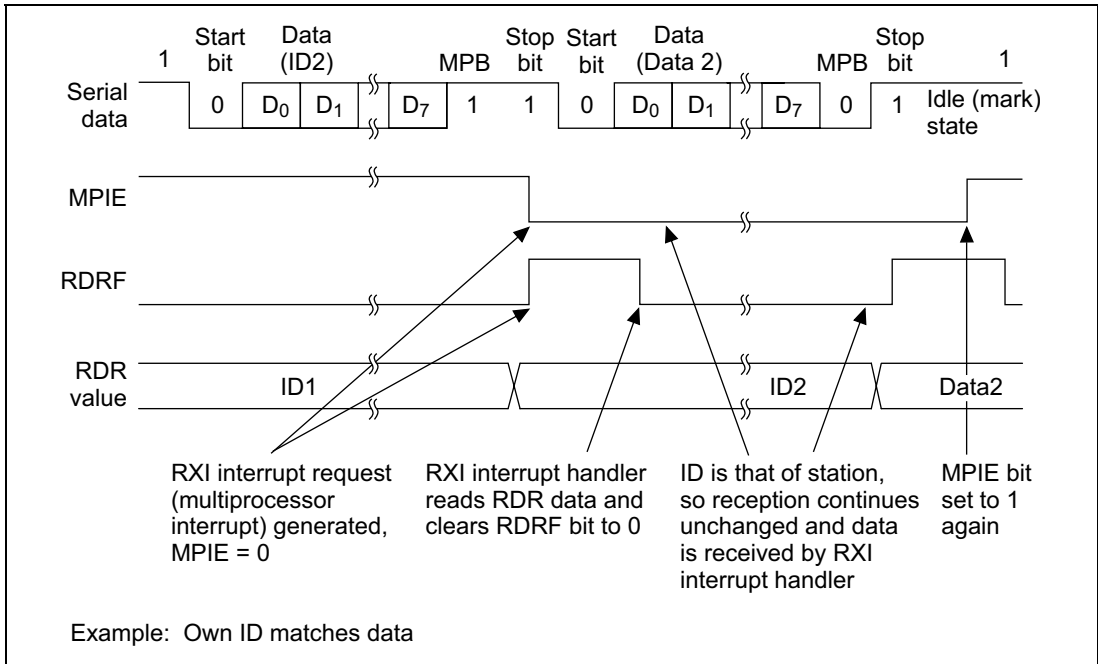 1 Start bit Data (ID2) MPB Stop bit Start bit Data (Data 2) MPB Stop bit 1
Serial data 0 D0 D1 D7 1 1 0 D0 D1 D7 0 1 Idle (mark) state
MPIE
RDRF
RDR value ID1 ID2 Data2
RXI interrupt request
(multiprocessor
interrupt) generated,
MPIE = 0
RXI interrupt handler
reads RDR data and
clears RDRF bit to 0
ID is that of station,
so reception continues
unchanged and data
is received by RXI
interrupt handler
MPIE bit
set to 1
again
Example: Own ID matches data